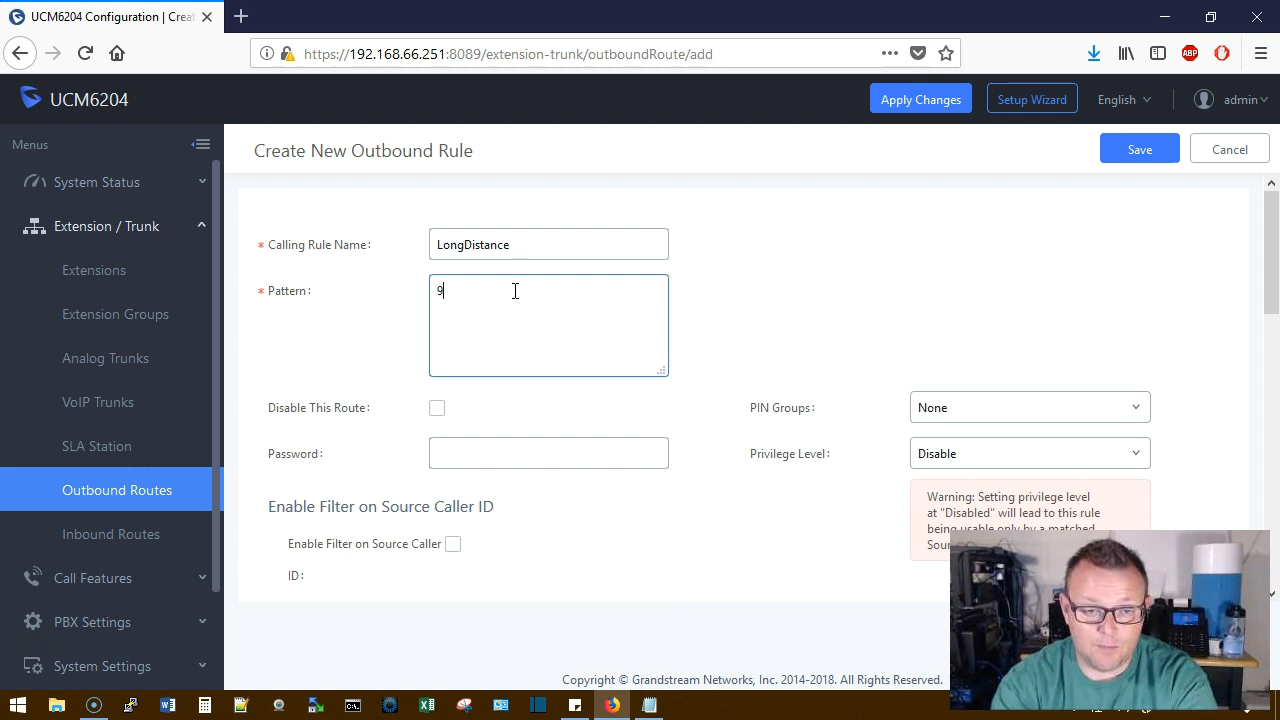 UCM6204 Configuration | Creat
https://192.168.66.251:8089/extension-trunk/outboundRoute/add
ABP
UCM6204
Apply Changes
Setup Wizard
English
admin
Menus
Create New Outbound Rule
Save
Cancel
System Status
Extension / Trunk
Extensions
Extension Groups
Analog Trunks
VoIP Trunks
SLA Station
Outbound Routes
Inbound Routes
Call Features
PBX Settings
System Settings
* Calling Rule Name:
LongDistance
* Pattern:
9
Disable This Route:
PIN Groups:
None
Password:
Privilege Level:
Disable
Warning: Setting privilege level
at "Disabled" will lead to this rule
being usable only by a matched
Enable Filter on Source Caller ID
Enable Filter on Source Caller
ID:
Copyright © Grandstream Networks, Inc. 2014-2018. All Rights Reserved.